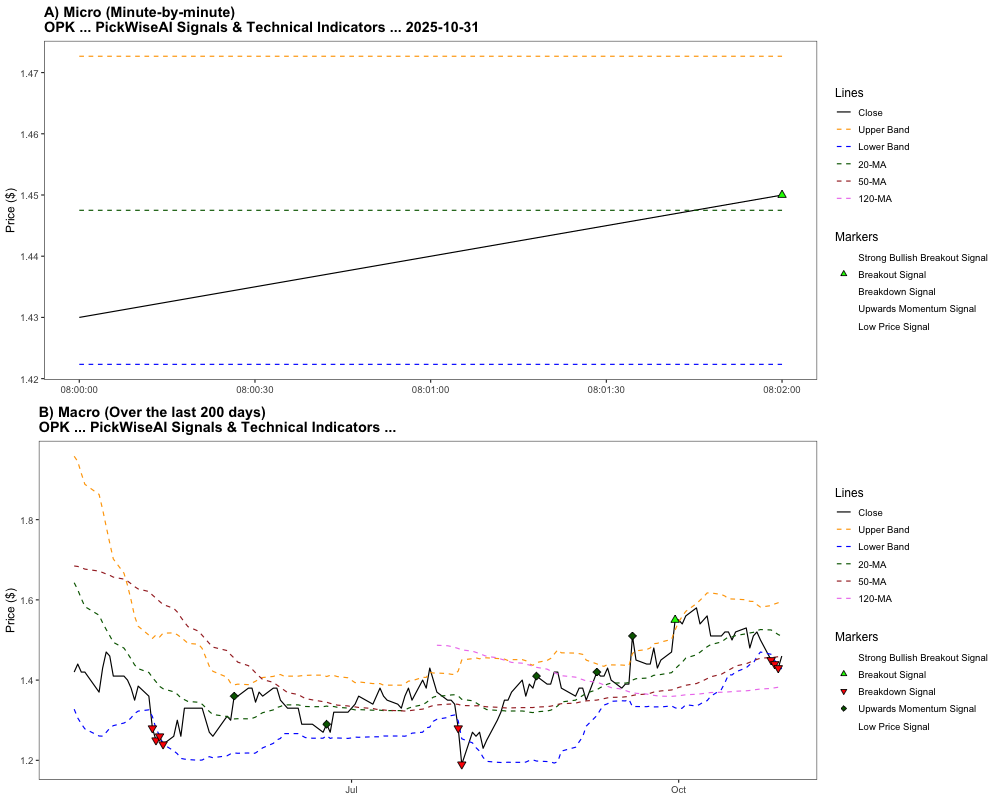 A) Micro (Minute-by-minute)
OPK ... PickWiseAI Signals & Technical Indicators ... 2025-10-31
Price ($)
1.47
1.46
1.45
1.44
1.43
1.42
08:00:00
08:00:30
08:01:00
08:01:30
08:02:00
Lines
Close
Upper Band
Lower Band
20-MA
50-MA
120-MA
Markers
Strong Bullish Breakout Signal
Breakout Signal
Breakdown Signal
Upwards Momentum Signal
Low Price Signal
B) Macro (Over the last 200 days)
OPK ... PickWiseAI Signals & Technical Indicators ...
Price ($)
1.8
1.6
1.4
1.2
Jul
Oct
Lines
Close
Upper Band
Lower Band
20-MA
50-MA
120-MA
Markers
Strong Bullish Breakout Signal
Breakout Signal
Breakdown Signal
Upwards Momentum Signal
Low Price Signal